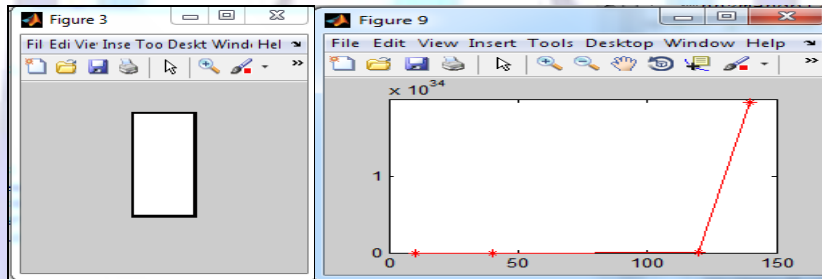 Figure 3
Fil Edi Vie Inse Too Deskt Windo Hel
Figure 9
File Edit View Insert Tools Desktop Window Help
× 10^34
1
0
0 50 100 150